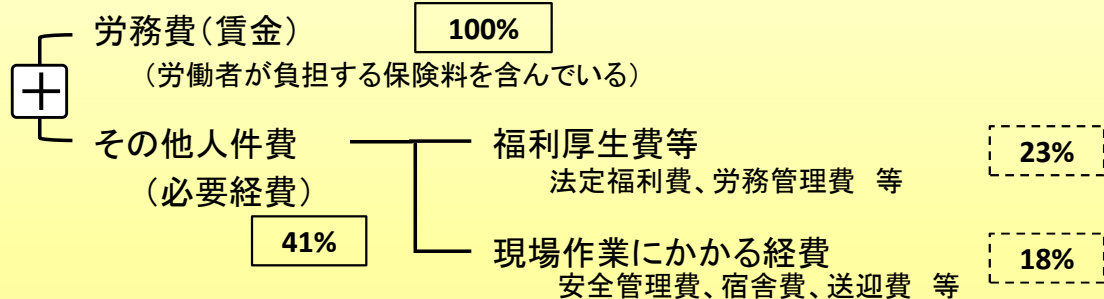 労務費(賃金) 100%
(労働者が負担する保険料を含んでいる)
+
その他人件費
(必要経費)
41%
福利厚生費等 23%
法定福利費、労務管理費 等
現場作業にかかる経費 18%
安全管理費、宿舎費、送迎費 等